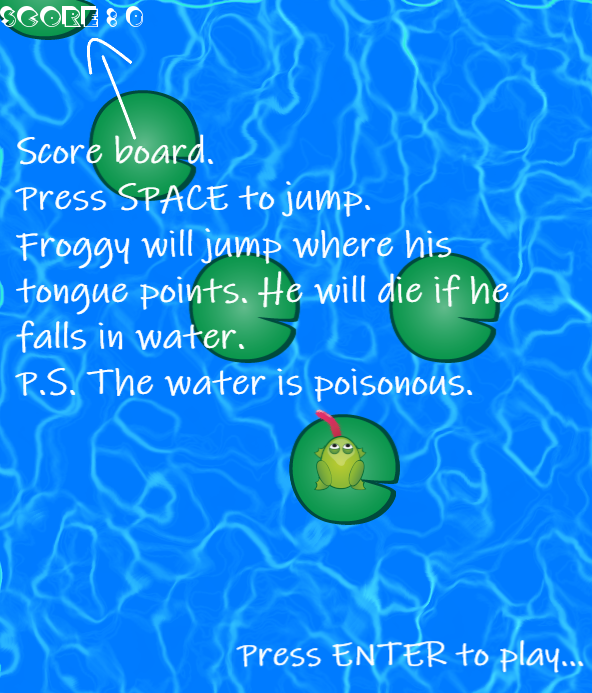 SCORE : 0
Score board.
Press SPACE to jump.
Froggy will jump where his
tongue points. He will die if he
falls in water.
P.S. The water is poisonous.
Press ENTER to play...